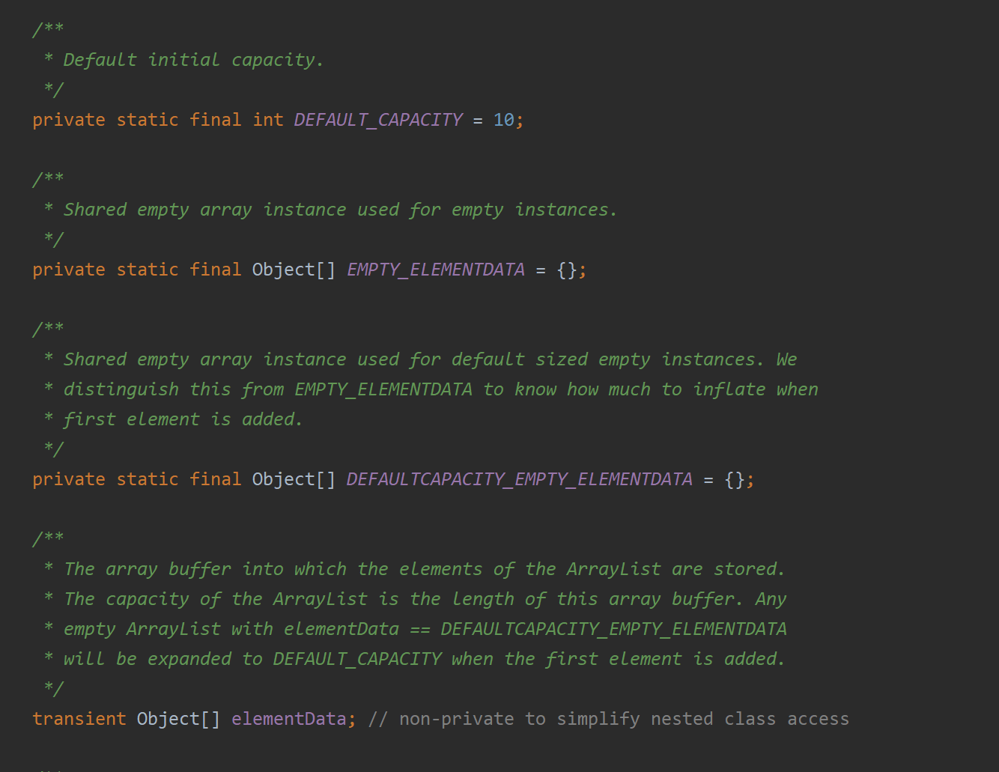 /**
 * Default initial capacity.
 */
private static final int DEFAULT_CAPACITY = 10;
/**
 * Shared empty array instance used for empty instances.
 */
private static final Object[] EMPTY_ELEMENTDATA = {};
/**
 * Shared empty array instance used for default sized empty instances. We
 * distinguish this from EMPTY_ELEMENTDATA to know how much to inflate when
 * first element is added.
 */
private static final Object[] DEFAULTCAPACITY_EMPTY_ELEMENTDATA = {};
/**
 * The array buffer into which the elements of the ArrayList are stored.
 * The capacity of the ArrayList is the length of this array buffer. Any
 * empty ArrayList with elementData == DEFAULTCAPACITY_EMPTY_ELEMENTDATA
 * will be expanded to DEFAULT_CAPACITY when the first element is added.
 */
transient Object[] elementData; // non-private to simplify nested class access